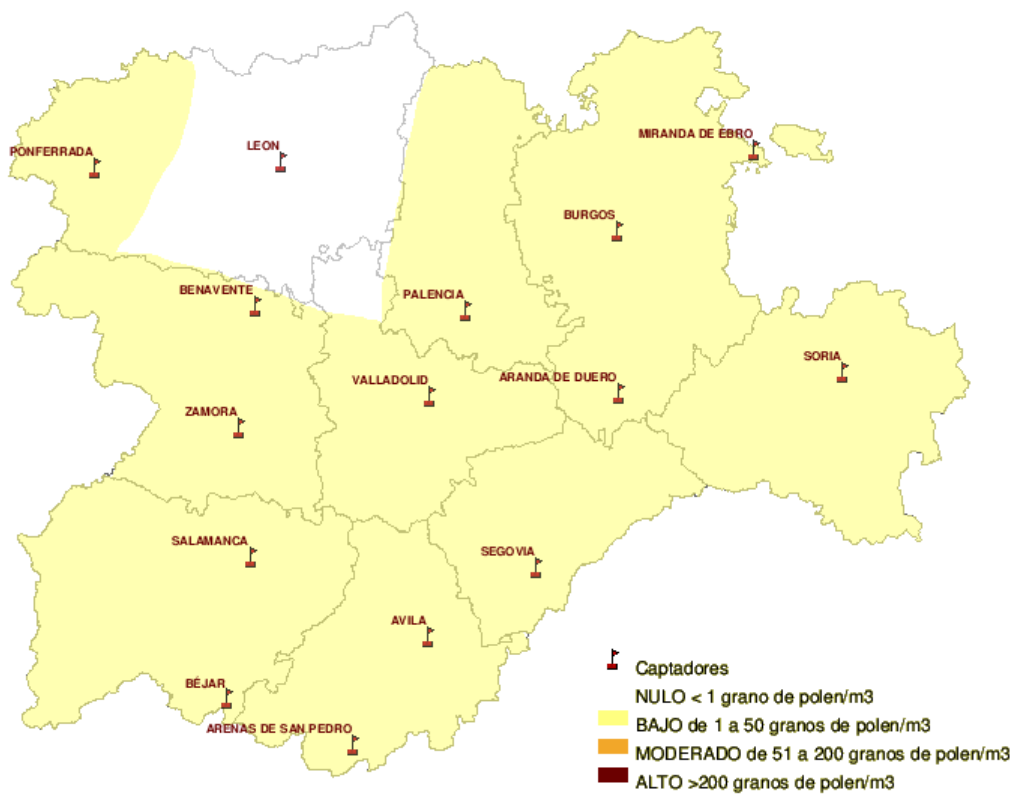 MIRANDA DE EBRO
LEON
PONFERRADA
BURGOS
BENAVENTE
PALENCIA
SORIA
VALLADOLID
ARANDA DE DUERO
ZAMORA
SALAMANCA
SEGOVIA
AVILA
BÉJAR
ARENAS DE SAN PEDRO
Captadores
NULO < 1 grano de polen/m3
BAJO de 1 a 50 granos de polen/m3
MODERADO de 51 a 200 granos de polen/m3
ALTO >200 granos de polen/m3